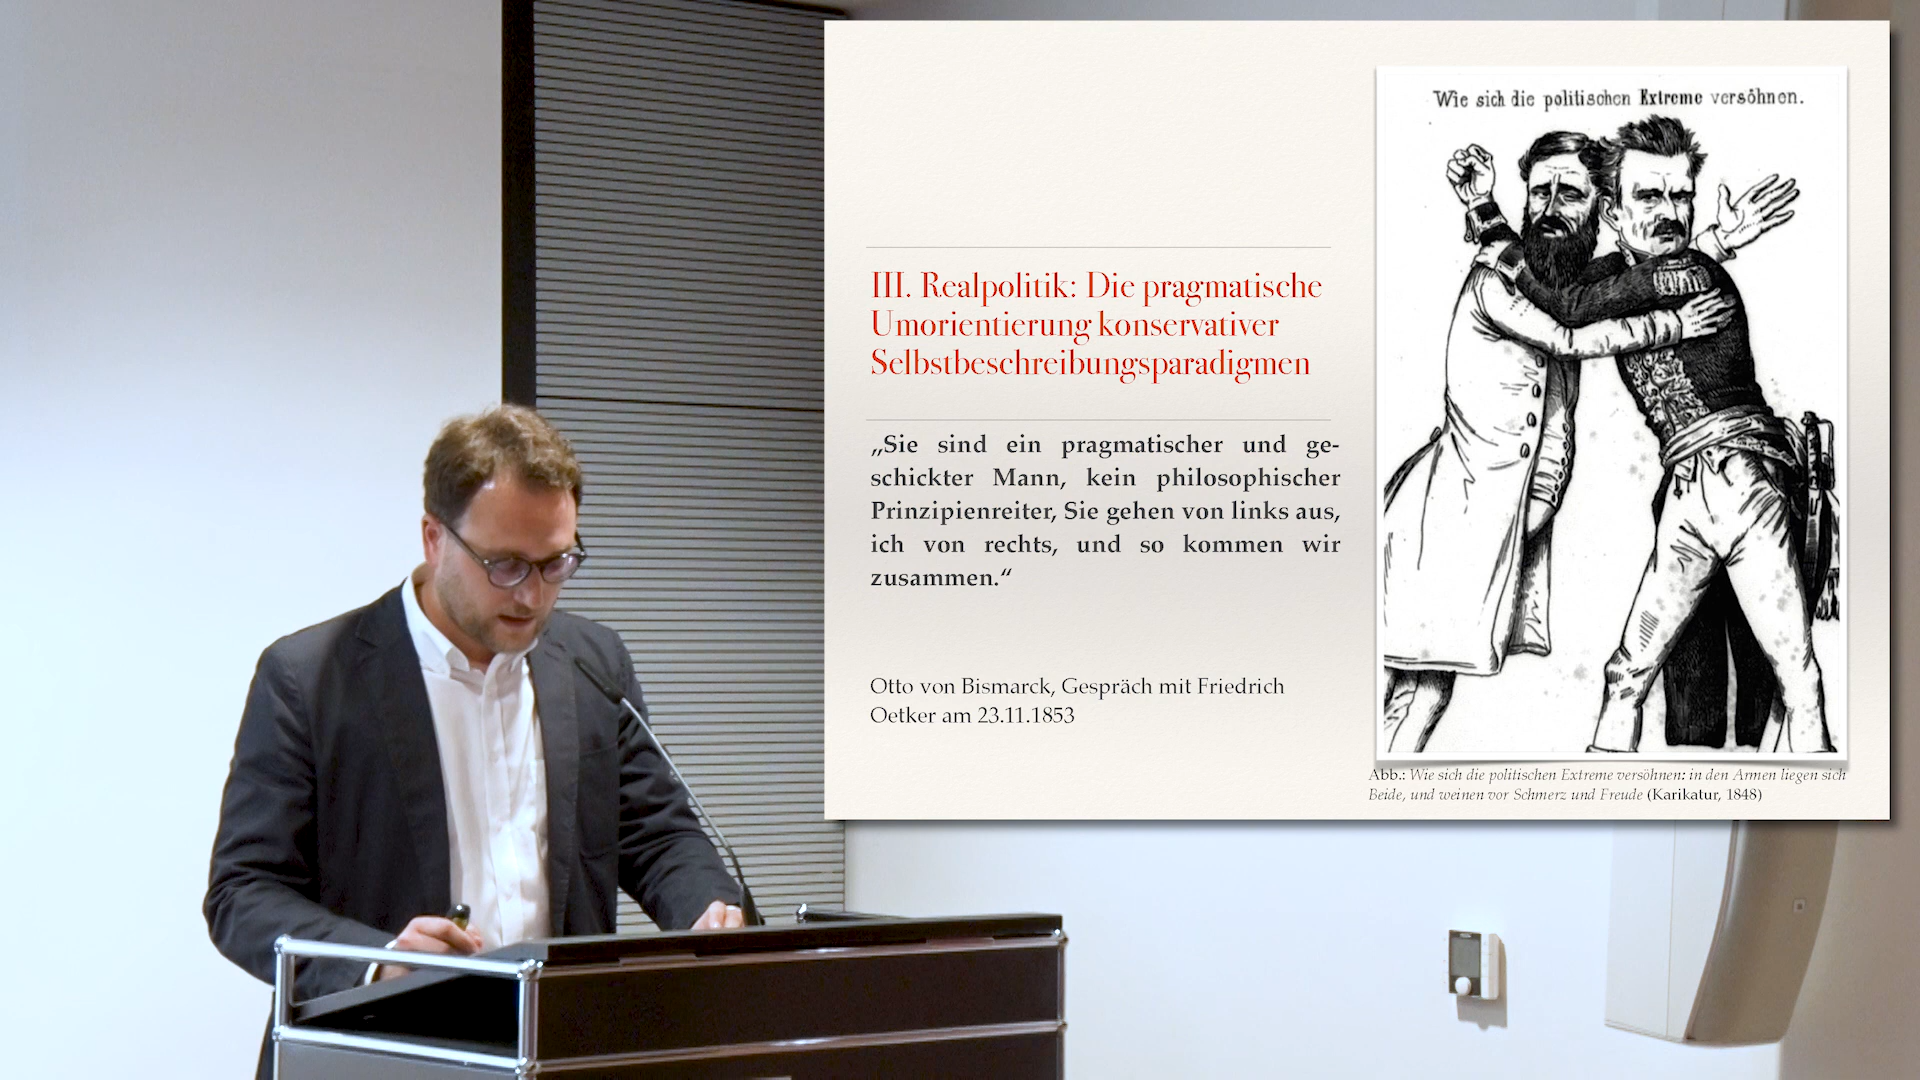 III. Realpolitik: Die pragmatische
Umorientierung konservativer
Selbstbeschreibungsparadigmen
„Sie sind ein pragmatischer und ge-
schickter Mann, kein philosophischer
Prinzipienreiter, Sie gehen von links aus,
ich von rechts, und so kommen wir
zusammen.“
Otto von Bismarck, Gespräch mit Friedrich
Oetker am 23.11.1853
Wie sich die politischen Extreme versöhnen.
Abb.: Wie sich die politischen Extreme versöhnen: in den Armen liegen sich
Beide, und weinen vor Schmerz und Freude (Karikatur, 1848)